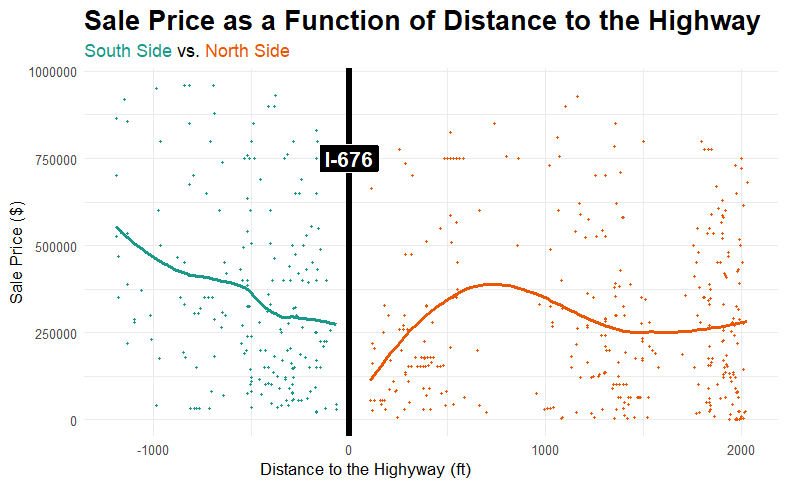 Sale Price as a Function of Distance to the Highway
South Side vs. North Side
1000000
750000
500000
250000
0
Sale Price ($)
I-676
-1000
0
1000
2000
Distance to the Highyway (ft)